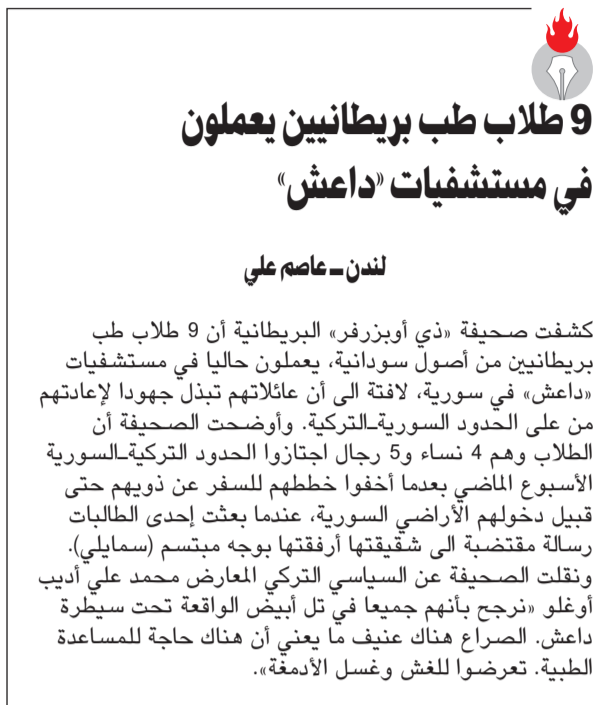 9 طلاب طب بريطانيين يعملون
في مستشفيات «داعش»
لندن ـ عاصم علي
كشفت صحيفة «ذي أوبزرفر» البريطانية أن 9 طلاب طب
بريطانيين من أصول سودانية، يعملون حاليا في مستشفيات
«داعش» في سورية، لافتة الى أن عائلاتهم تبذل جهودا لإعادتهم
من على الحدود السورية ـ التركية. وأوضحت الصحيفة أن
الطلاب وهم 4 نساء و5 رجال اجتازوا الحدود التركية ـ السورية
الأسبوع الماضي بعدما أخفوا خططهم للسفر عن ذويهم حتى
قبيل دخولهم الأراضي السورية، عندما بعثت إحدى الطالبات
رسالة مقتضبة الى شقيقتها أرفقتها بوجه مبتسم (سمايلي).
ونقلت الصحيفة عن السياسي التركي المعارض محمد علي أديب
أوغلو «نرجح بأنهم جميعا في تل أبيض الواقعة تحت سيطرة
داعش. الصراع هناك عنيف ما يعني أن هناك حاجة للمساعدة
الطبية. تعرضوا للغش وغسل الأدمغة».